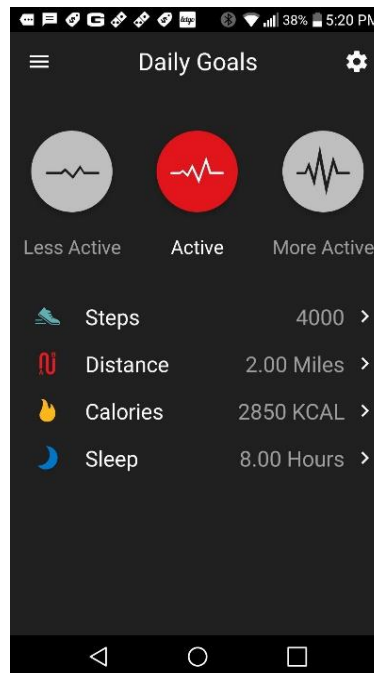 38% 5:20 PM
Daily Goals
Less Active Active More Active
Steps 4000
Distance 2.00 Miles
Calories 2850 KCAL
Sleep 8.00 Hours